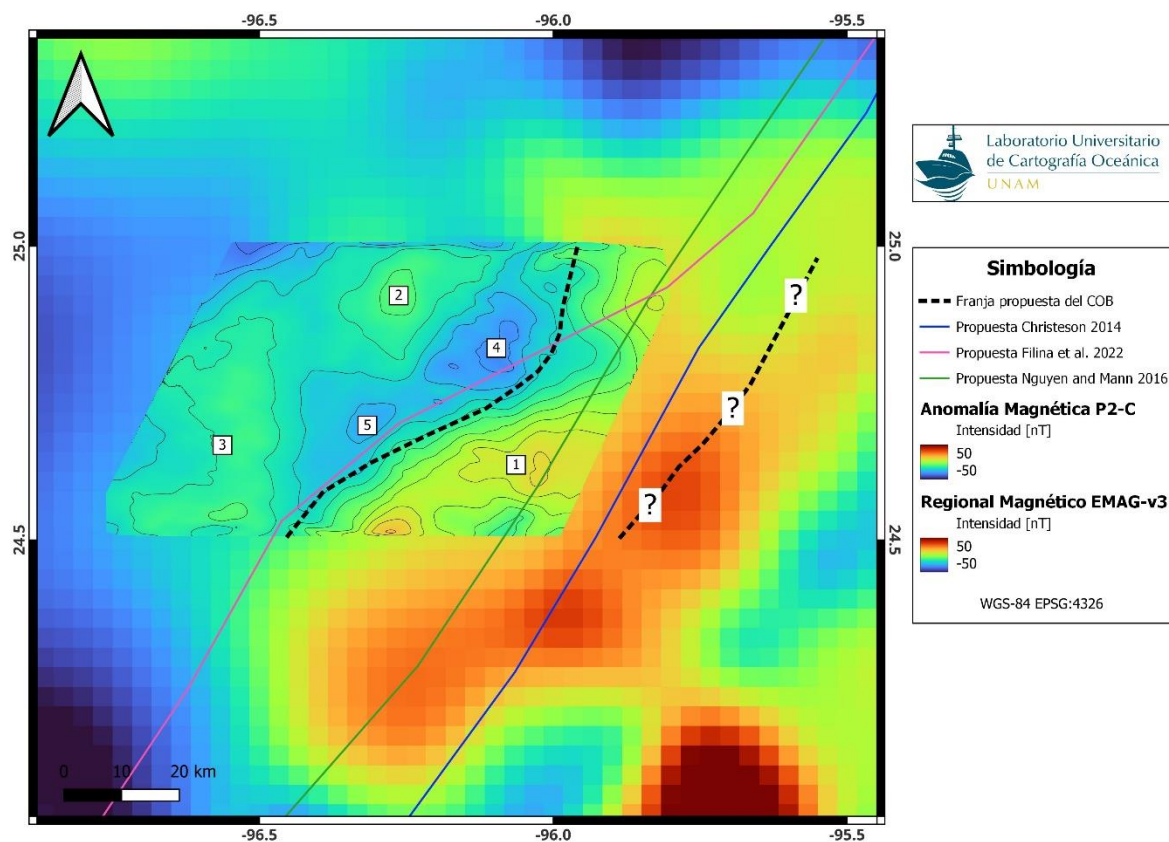 -96.5
-96.0
-95.5
25.0
25.0
24.5
24.5
2
4
5
3
1
?
?
?
0
10
20 km
-96.5
-96.0
-95.5
Laboratorio Universitario
de Cartografía Oceánica
UNAM
Simbología
Franja propuesta del COB
Propuesta Christeson 2014
Propuesta Filina et al. 2022
Propuesta Nguyen and Mann 2016
Anomalía Magnética P2-C
Intensidad [nT]
50
-50
Regional Magnético EMAG-v3
Intensidad [nT]
50
-50
WGS-84 EPSG:4326